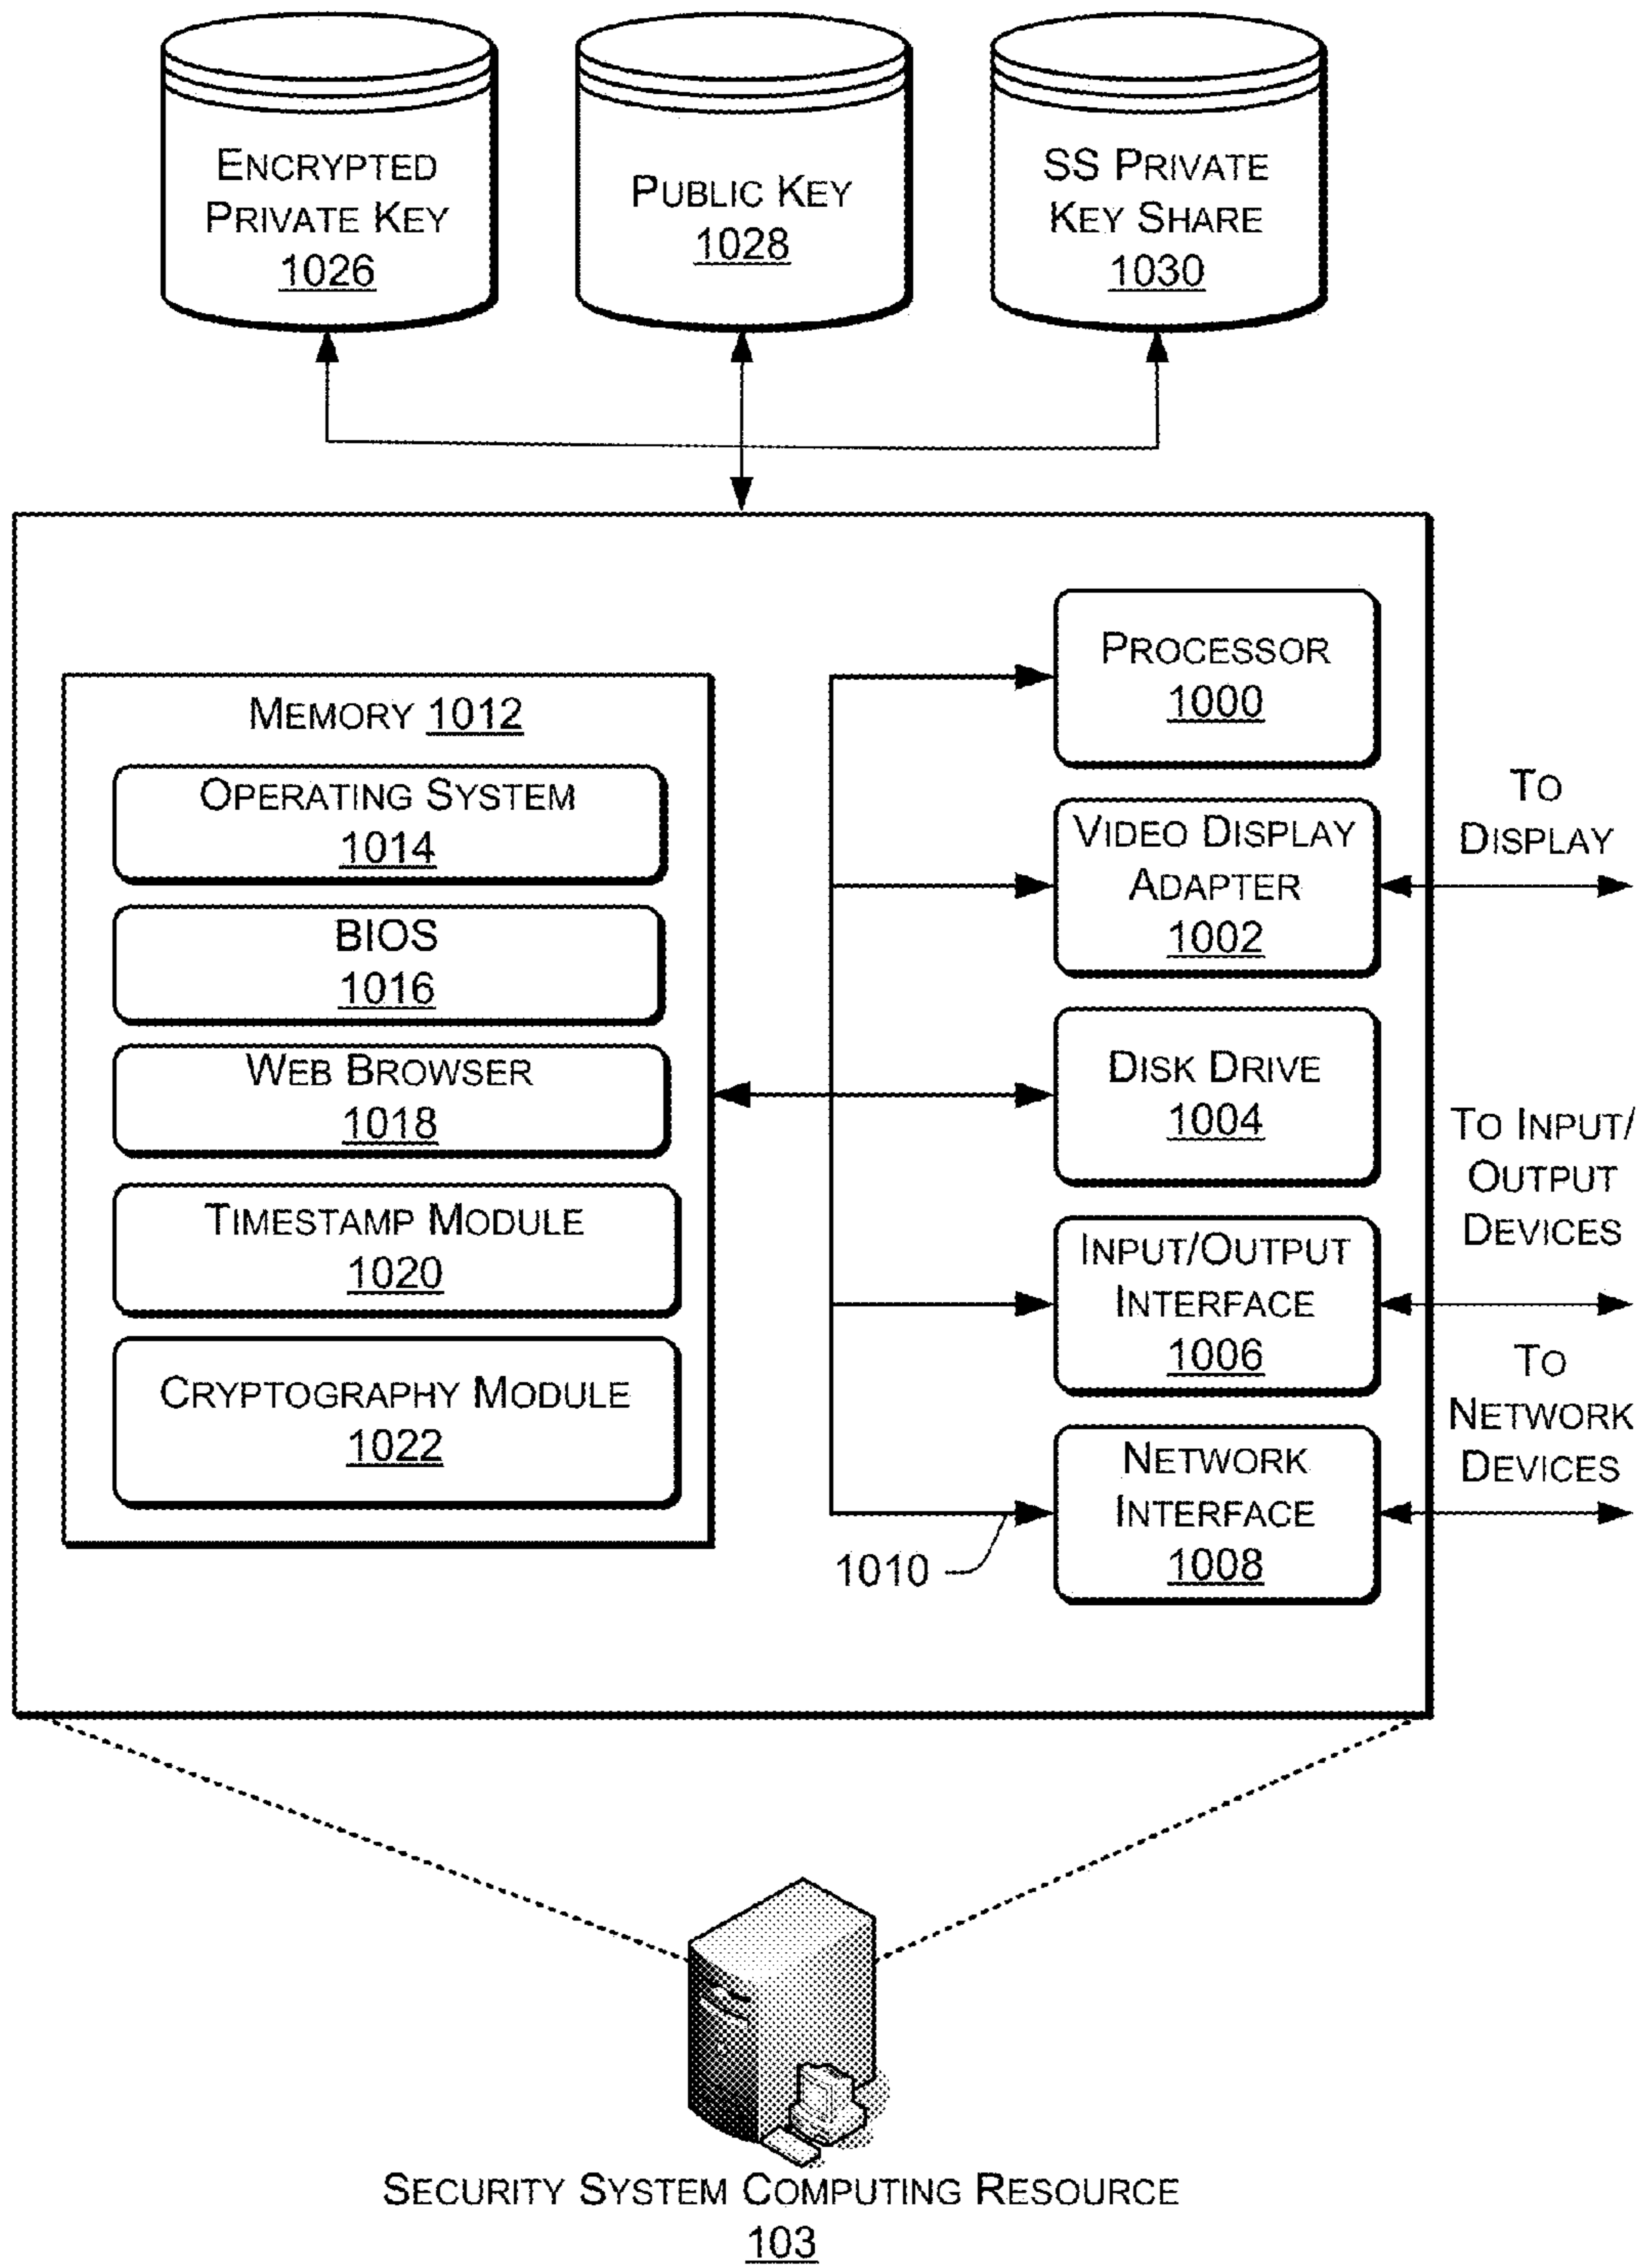 ENCRYPTED
PRIVATE KEY
1026
PUBLIC KEY
1028
SS PRIVATE
KEY SHARE
1030
MEMORY 1012
OPERATING SYSTEM
1014
BIOS
1016
WEB BROWSER
1018
TIMESTAMP MODULE
1020
CRYPTOGRAPHY MODULE
1022
PROCESSOR
1000
VIDEO DISPLAY
ADAPTER
1002
DISK DRIVE
1004
INPUT/OUTPUT
INTERFACE
1006
NETWORK
INTERFACE
1008
1010
TO
DISPLAY
TO INPUT/
OUTPUT
DEVICES
TO
NETWORK
DEVICES
SECURITY SYSTEM COMPUTING RESOURCE
103